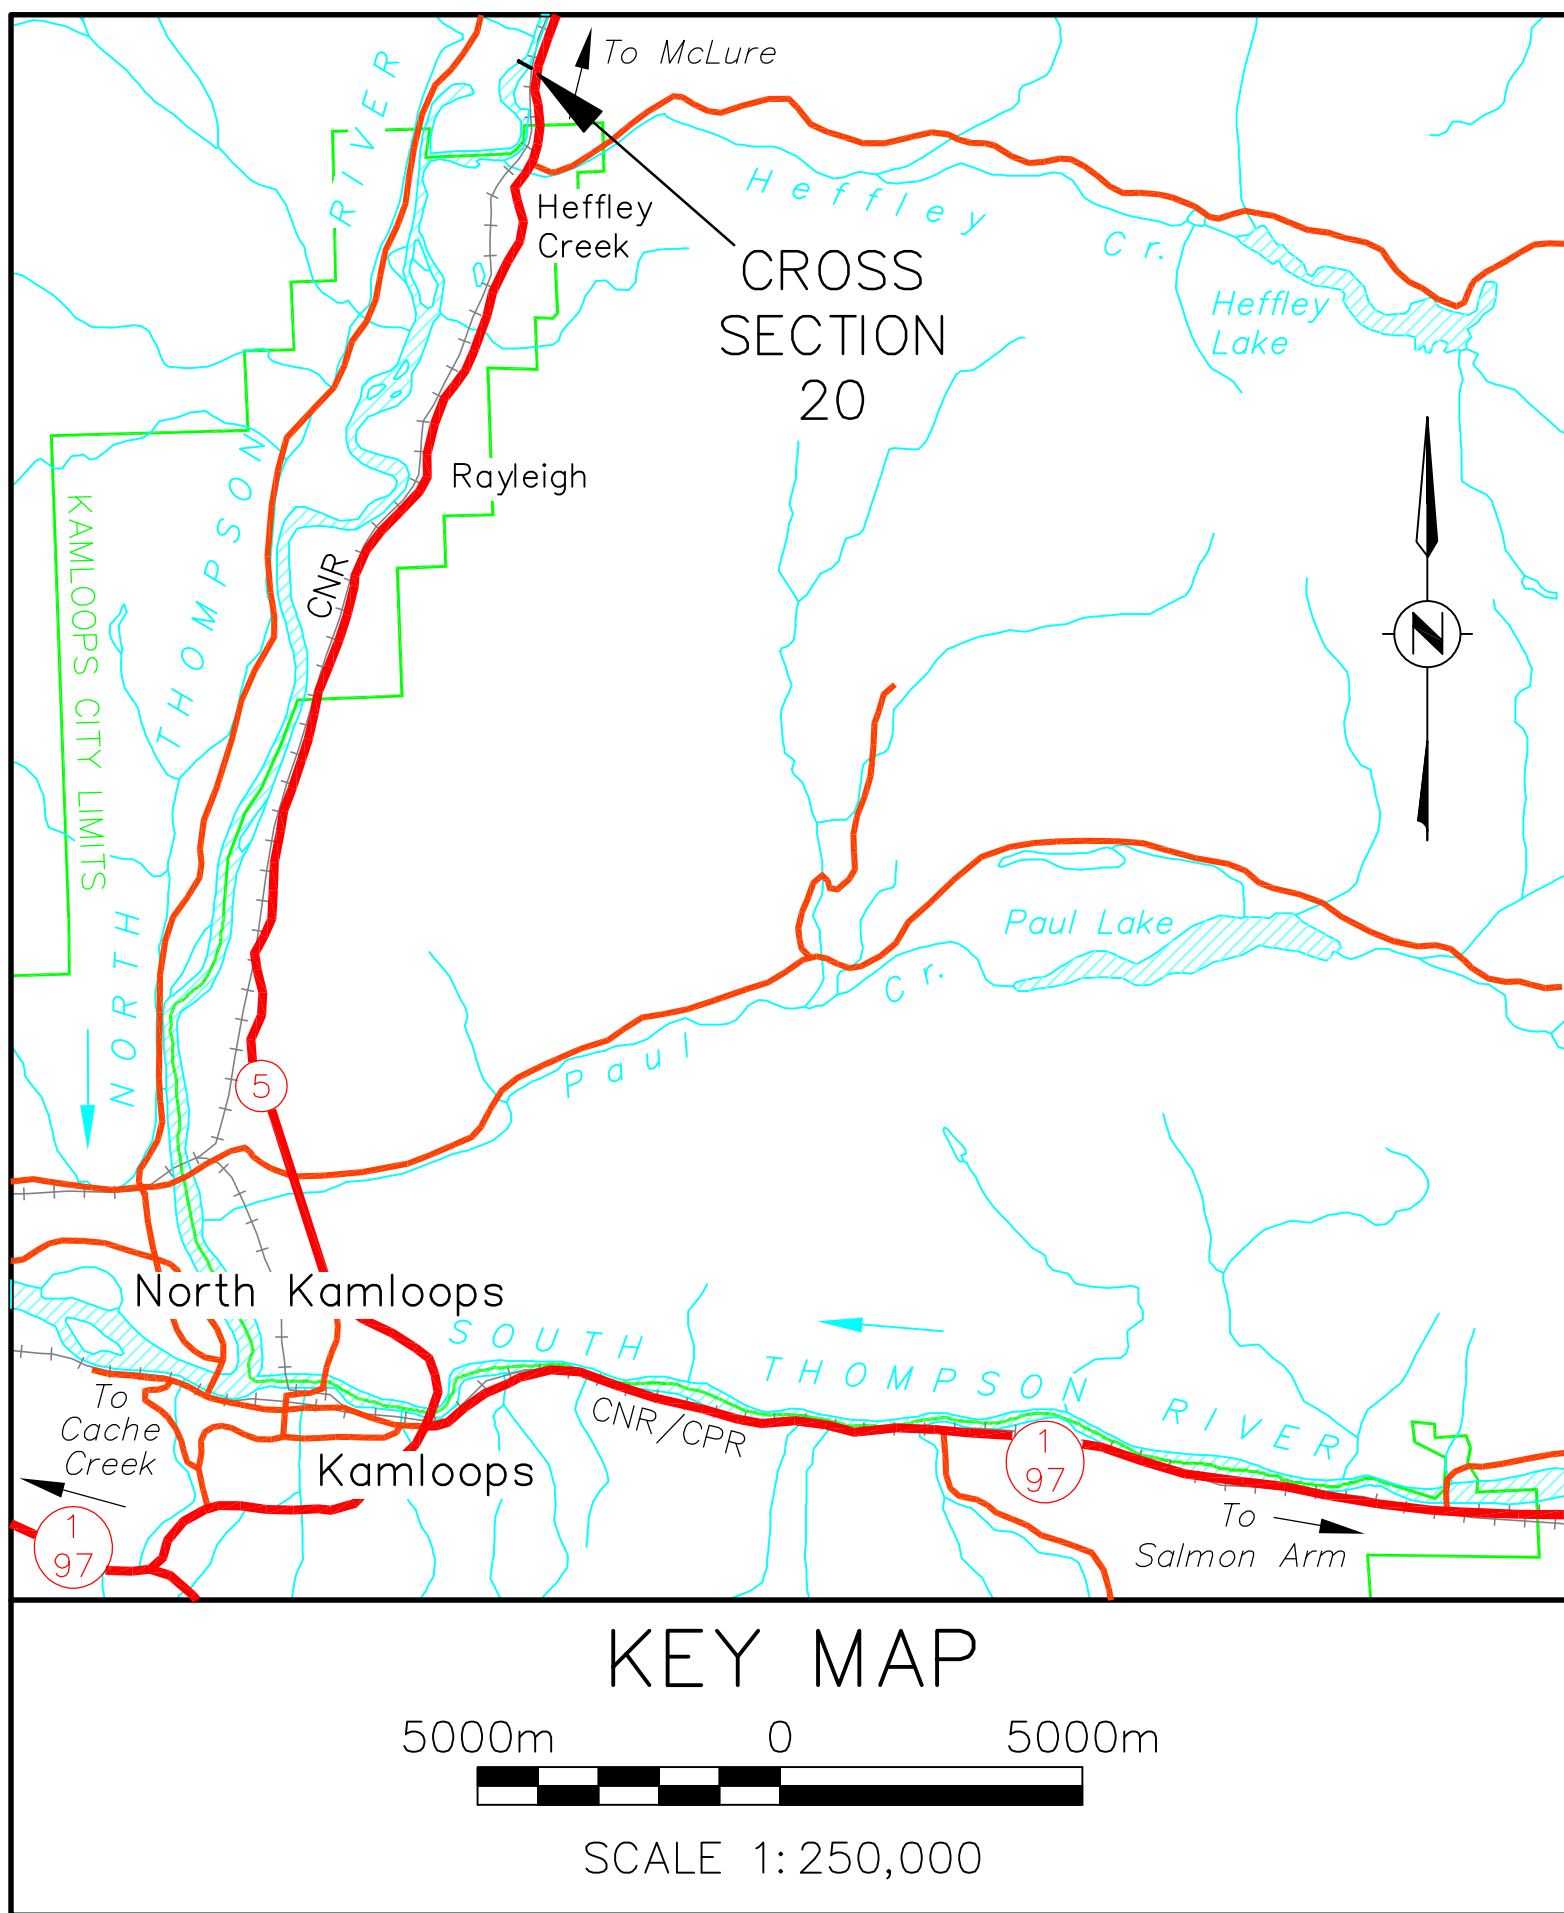 To McLure
RIVER
Heffley
Cr.
Heffley
Creek
CROSS
SECTION
20
Heffley
Lake
THOMPSON
Rayleigh
KAMLOOPS CITY LIMITS
CNR
N
NORTH
Paul Lake
Cr.
Paul
5
North Kamloops
SOUTH THOMPSON RIVER
To
Cache
Creek
CNR/CPR
Kamloops
1
97
1
97
To
Salmon Arm
KEY MAP
5000m 0 5000m
SCALE 1:250,000